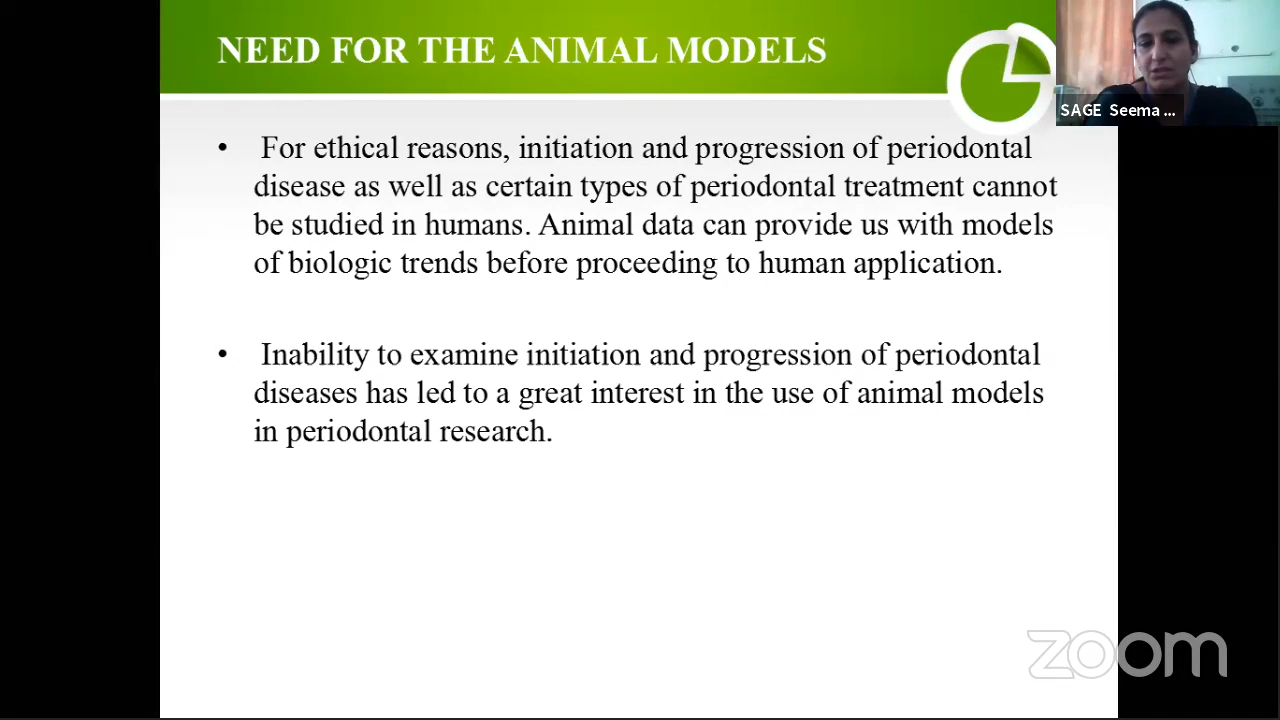 NEED FOR THE ANIMAL MODELS
SAGE Seema ...
• For ethical reasons, initiation and progression of periodontal
disease as well as certain types of periodontal treatment cannot
be studied in humans. Animal data can provide us with models
of biologic trends before proceeding to human application.
• Inability to examine initiation and progression of periodontal
diseases has led to a great interest in the use of animal models
in periodontal research.
zoom